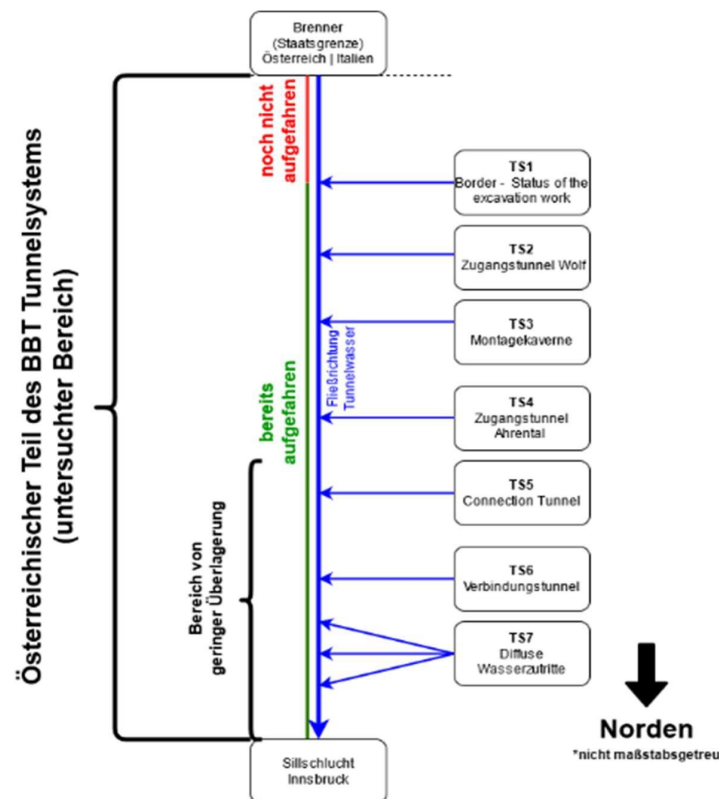 Brenner
(Staatsgrenze)
Österreich | Italien
noch nicht
aufgefahren
TS1
Border - Status of the
excavation work
TS2
Zugangstunnel Wolf
TS3
Montagekaverne
Fließrichtung
Tunnelwasser
Österreichischer Teil des BBT Tunnelsystems
(untersuchter Bereich)
bereits
aufgefahren
TS4
Zugangstunnel
Ahrental
TS5
Connection Tunnel
Bereich von
geringer Überlagerung
TS6
Verbindungstunnel
TS7
Diffuse
Wasserzutritte
Norden
*nicht maßstabsgetreu
Sillschlucht
Innsbruck